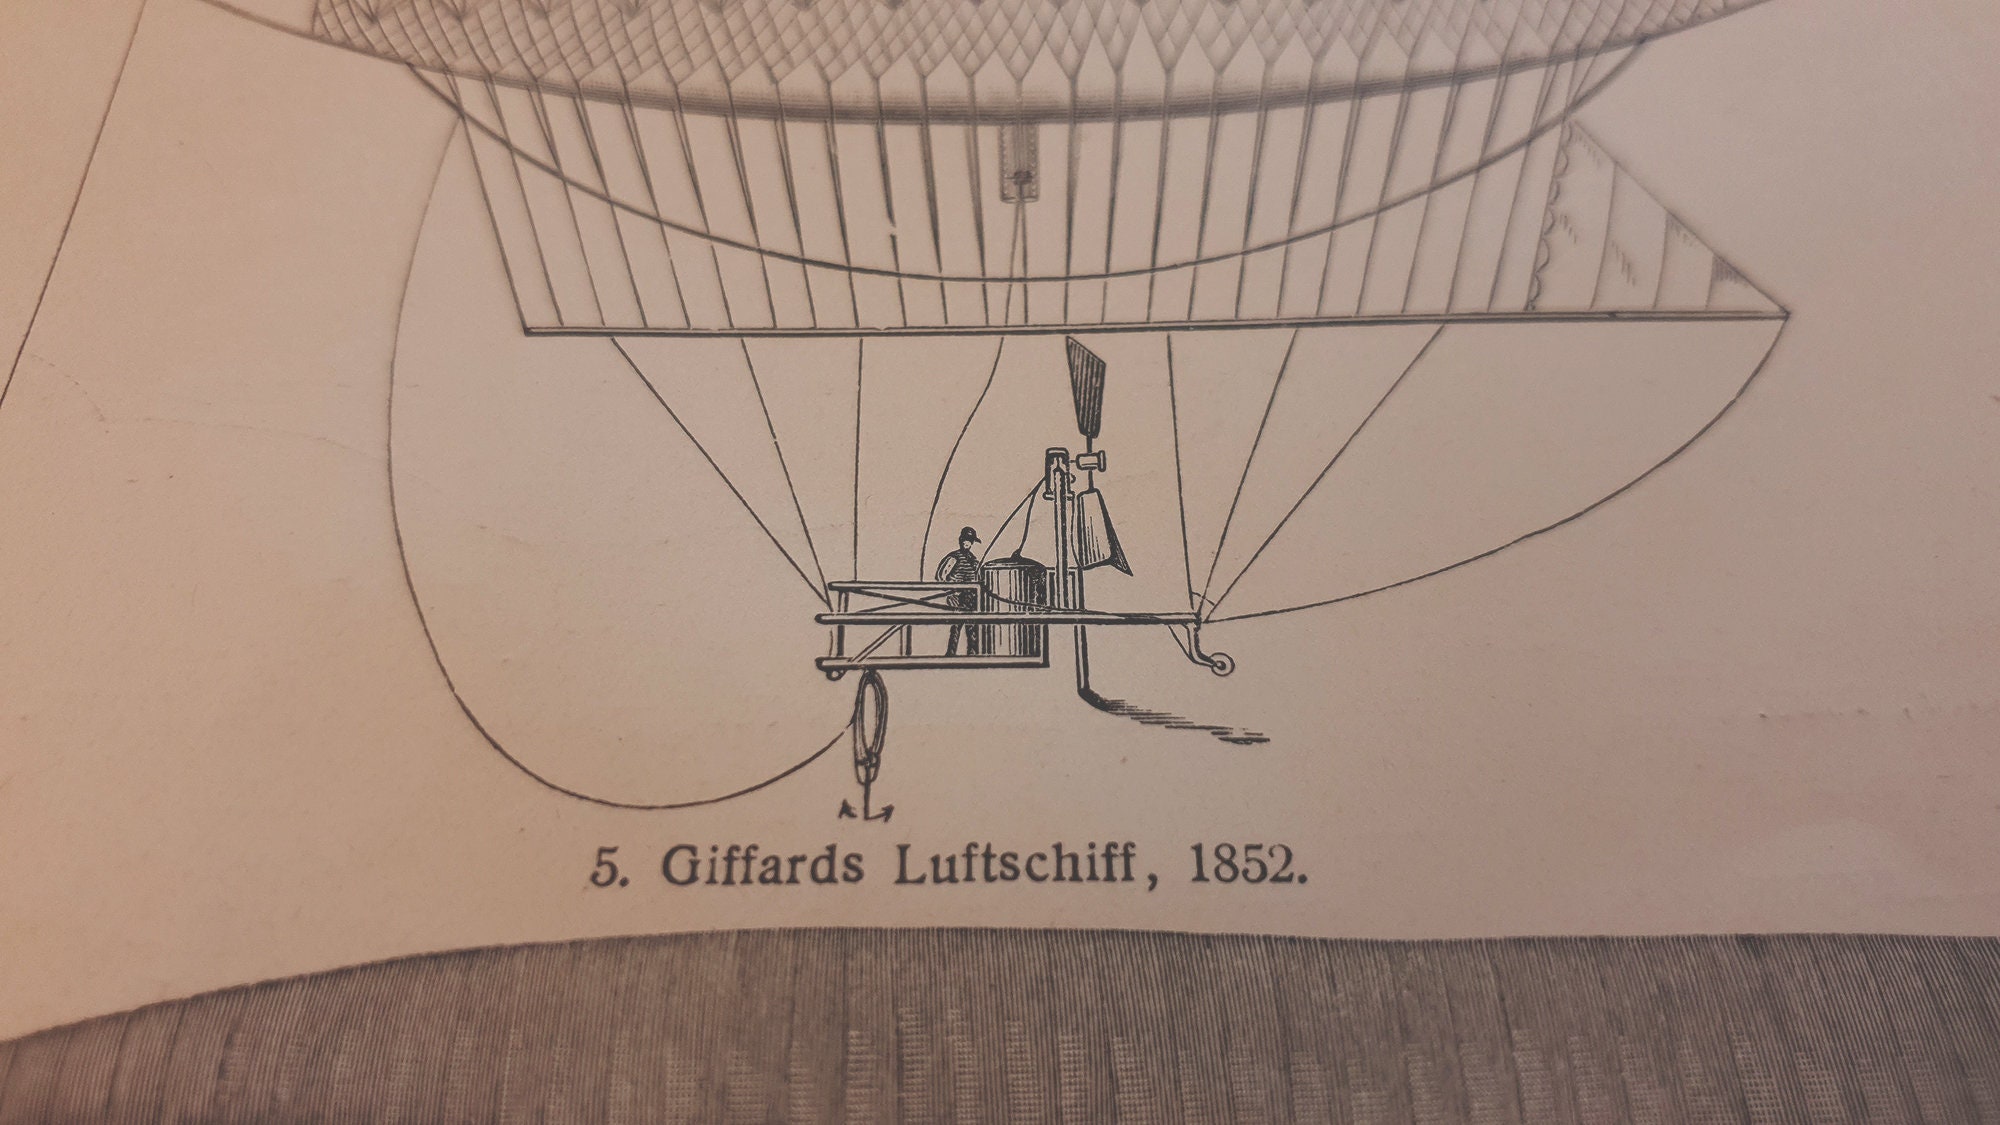 5. Giffards Luftschiff, 1852.